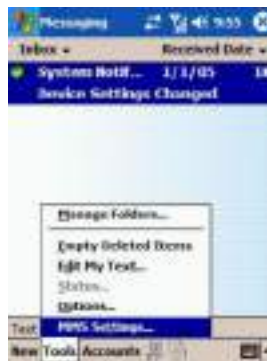 Messaging 9:55
Inbox Received Date
System Notif... 1/1/05
Device Settings Changed
Manage Folders...
Empty Deleted Items
Edit My Text...
Status...
Options...
MMS Settings...
Text
New Tools Accounts